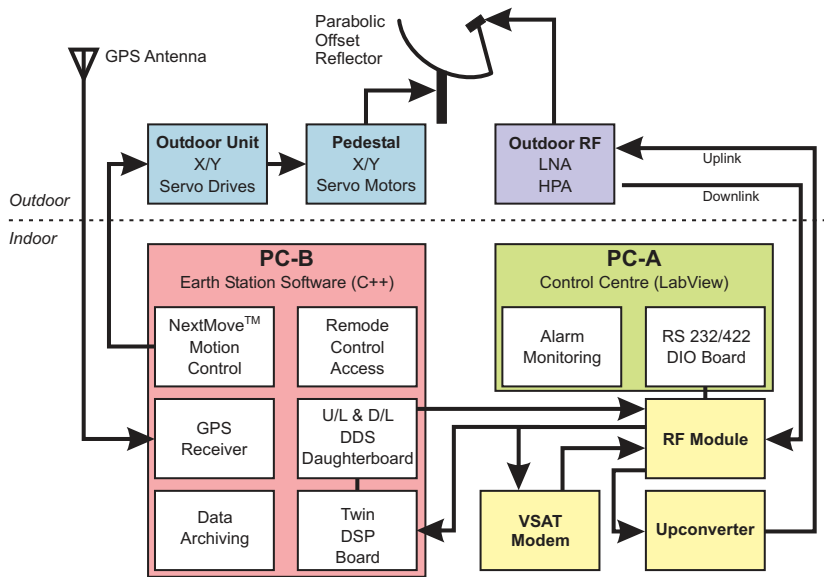 GPS Antenna
Parabolic
Offset
Reflector
Outdoor Unit
X/Y
Servo Drives
Pedestal
X/Y
Servo Motors
Outdoor RF
LNA
HPA
Uplink
Downlink
Outdoor
Indoor
PC-B
Earth Station Software (C++)
NextMove™
Motion
Control
Remode
Control
Access
GPS
Receiver
U/L & D/L
DDS
Daughterboard
Data
Archiving
Twin
DSP
Board
PC-A
Control Centre (LabView)
Alarm
Monitoring
RS 232/422
DIO Board
RF Module
VSAT
Modem
Upconverter